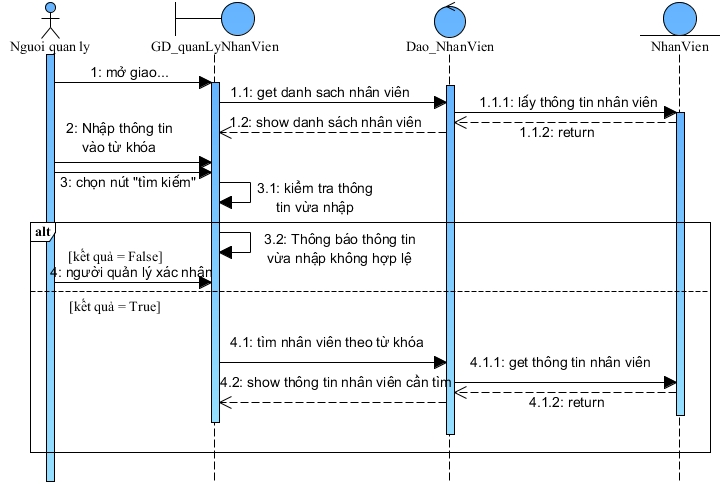 Nguoi quan ly
GD_quanLyNhanVien
Dao_NhanVien
NhanVien
1: mở giao...
1.1: get danh sach nhân viên
1.1.1: lấy thông tin nhân viên
1.2: show danh sách nhân viên
1.1.2: return
2: Nhập thông tin
vào từ khóa
3: chọn nút "tìm kiếm"
3.1: kiểm tra thông
tin vừa nhập
alt
3.2: Thông báo thông tin
vừa nhập không hợp lệ
[kết quả = False]
4: người quản lý xác nhận
[kết quả = True]
4.1: tìm nhân viên theo từ khóa
4.1.1: get thông tin nhân viên
4.2: show thông tin nhân viên cần tìm
4.1.2: return